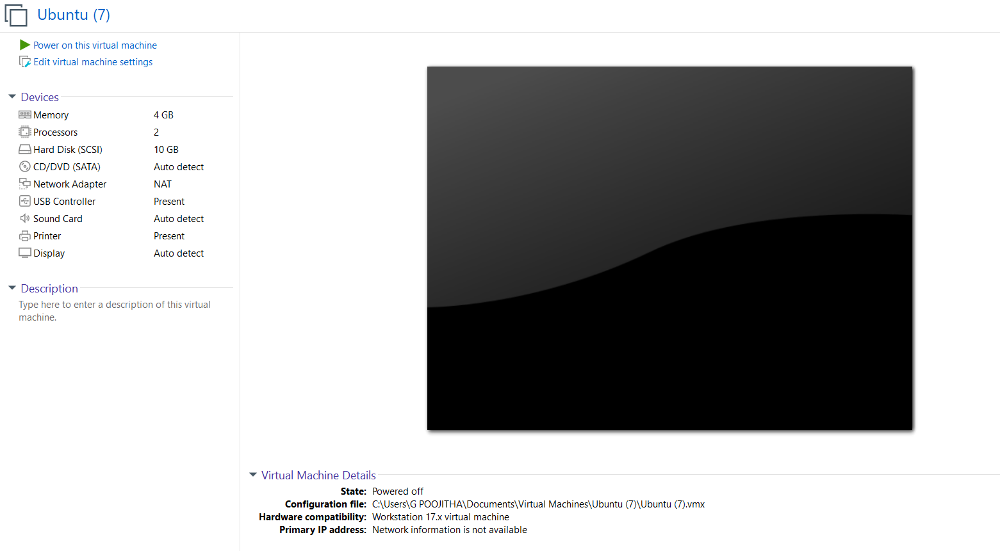 Ubuntu (7)
Power on this virtual machine
Edit virtual machine settings
Devices
Memory 4 GB
Processors 2
Hard Disk (SCSI) 10 GB
CD/DVD (SATA) Auto detect
Network Adapter NAT
USB Controller Present
Sound Card Auto detect
Printer Present
Display Auto detect
Description
Type here to enter a description of this virtual
machine.
Virtual Machine Details
State: Powered off
Configuration file: C:\Users\G POOJITHA\Documents\Virtual Machines\Ubuntu (7)\Ubuntu (7).vmx
Hardware compatibility: Workstation 17.x virtual machine
Primary IP address: Network information is not available